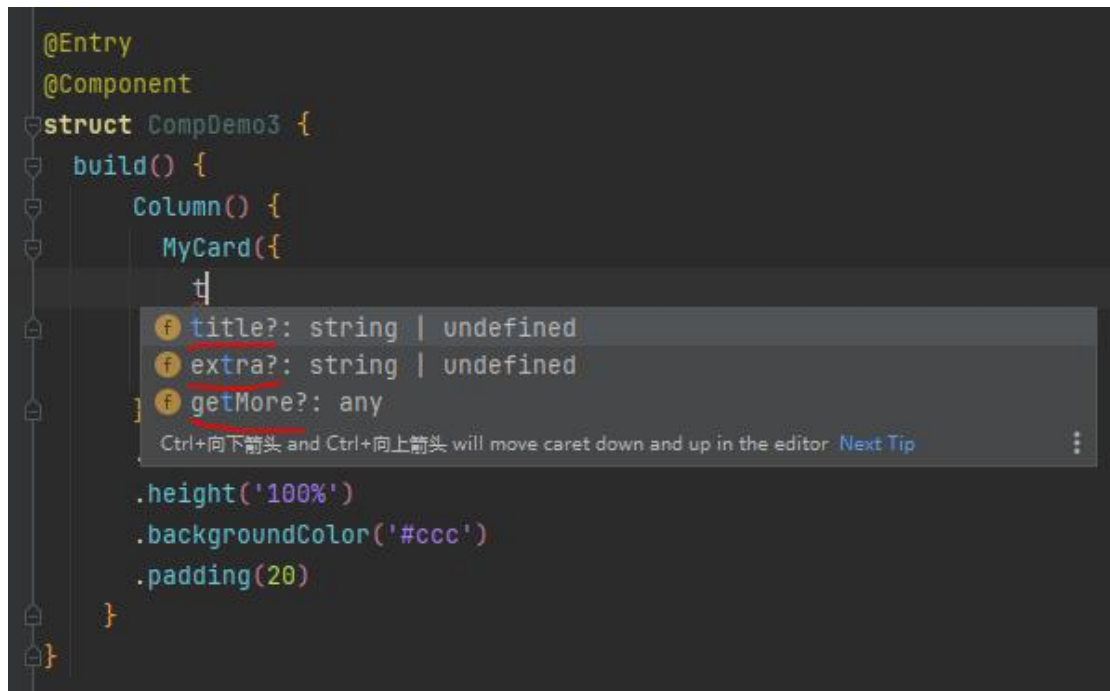 @Entry
@Component
struct CompDemo3 {
build() {
Column() {
MyCard({
t
title?: string | undefined
extra?: string | undefined
getMore?: any
Ctrl+向下箭头 and Ctrl+向上箭头 will move caret down and up in the editor Next Tip
.height('100%')
.backgroundColor('#ccc')
.padding(20)
}
}